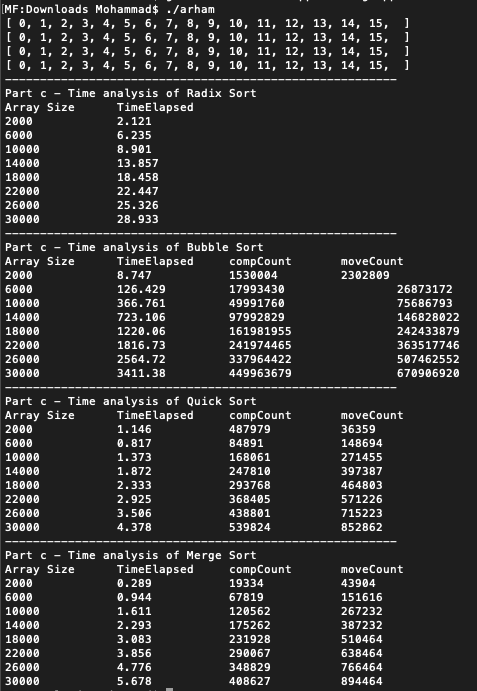 MF:Downloads Mohammad$ ./arham
[ 0, 1, 2, 3, 4, 5, 6, 7, 8, 9, 10, 11, 12, 13, 14, 15,  ]
[ 0, 1, 2, 3, 4, 5, 6, 7, 8, 9, 10, 11, 12, 13, 14, 15,  ]
[ 0, 1, 2, 3, 4, 5, 6, 7, 8, 9, 10, 11, 12, 13, 14, 15,  ]
[ 0, 1, 2, 3, 4, 5, 6, 7, 8, 9, 10, 11, 12, 13, 14, 15,  ]
--------------------------------------------------------
Part c – Time analysis of Radix Sort
Array Size TimeElapsed
2000 2.121
6000 6.235
10000 8.901
14000 13.857
18000 18.458
22000 22.447
26000 25.326
30000 28.933
--------------------------------------------------------
Part c – Time analysis of Bubble Sort
Array Size TimeElapsed compCount moveCount
2000 8.747 1530004 2302809
6000 126.429 17993430 26873172
10000 366.761 49991760 75686793
14000 723.106 97992829 146828022
18000 1220.06 161981955 242433879
22000 1816.73 241974465 363517746
26000 2564.72 337964422 507462552
30000 3411.38 449963679 670906920
--------------------------------------------------------
Part c – Time analysis of Quick Sort
Array Size TimeElapsed compCount moveCount
2000 1.146 487979 36359
6000 0.817 84891 148694
10000 1.373 168061 271455
14000 1.872 247810 397387
18000 2.333 293768 464803
22000 2.925 368405 571226
26000 3.506 438801 715223
30000 4.378 539824 852862
--------------------------------------------------------
Part c – Time analysis of Merge Sort
Array Size TimeElapsed compCount moveCount
2000 0.289 19334 43904
6000 0.944 67819 151616
10000 1.611 120562 267232
14000 2.293 175262 387232
18000 3.083 231928 510464
22000 3.856 290067 638464
26000 4.776 348829 766464
30000 5.678 408627 894464